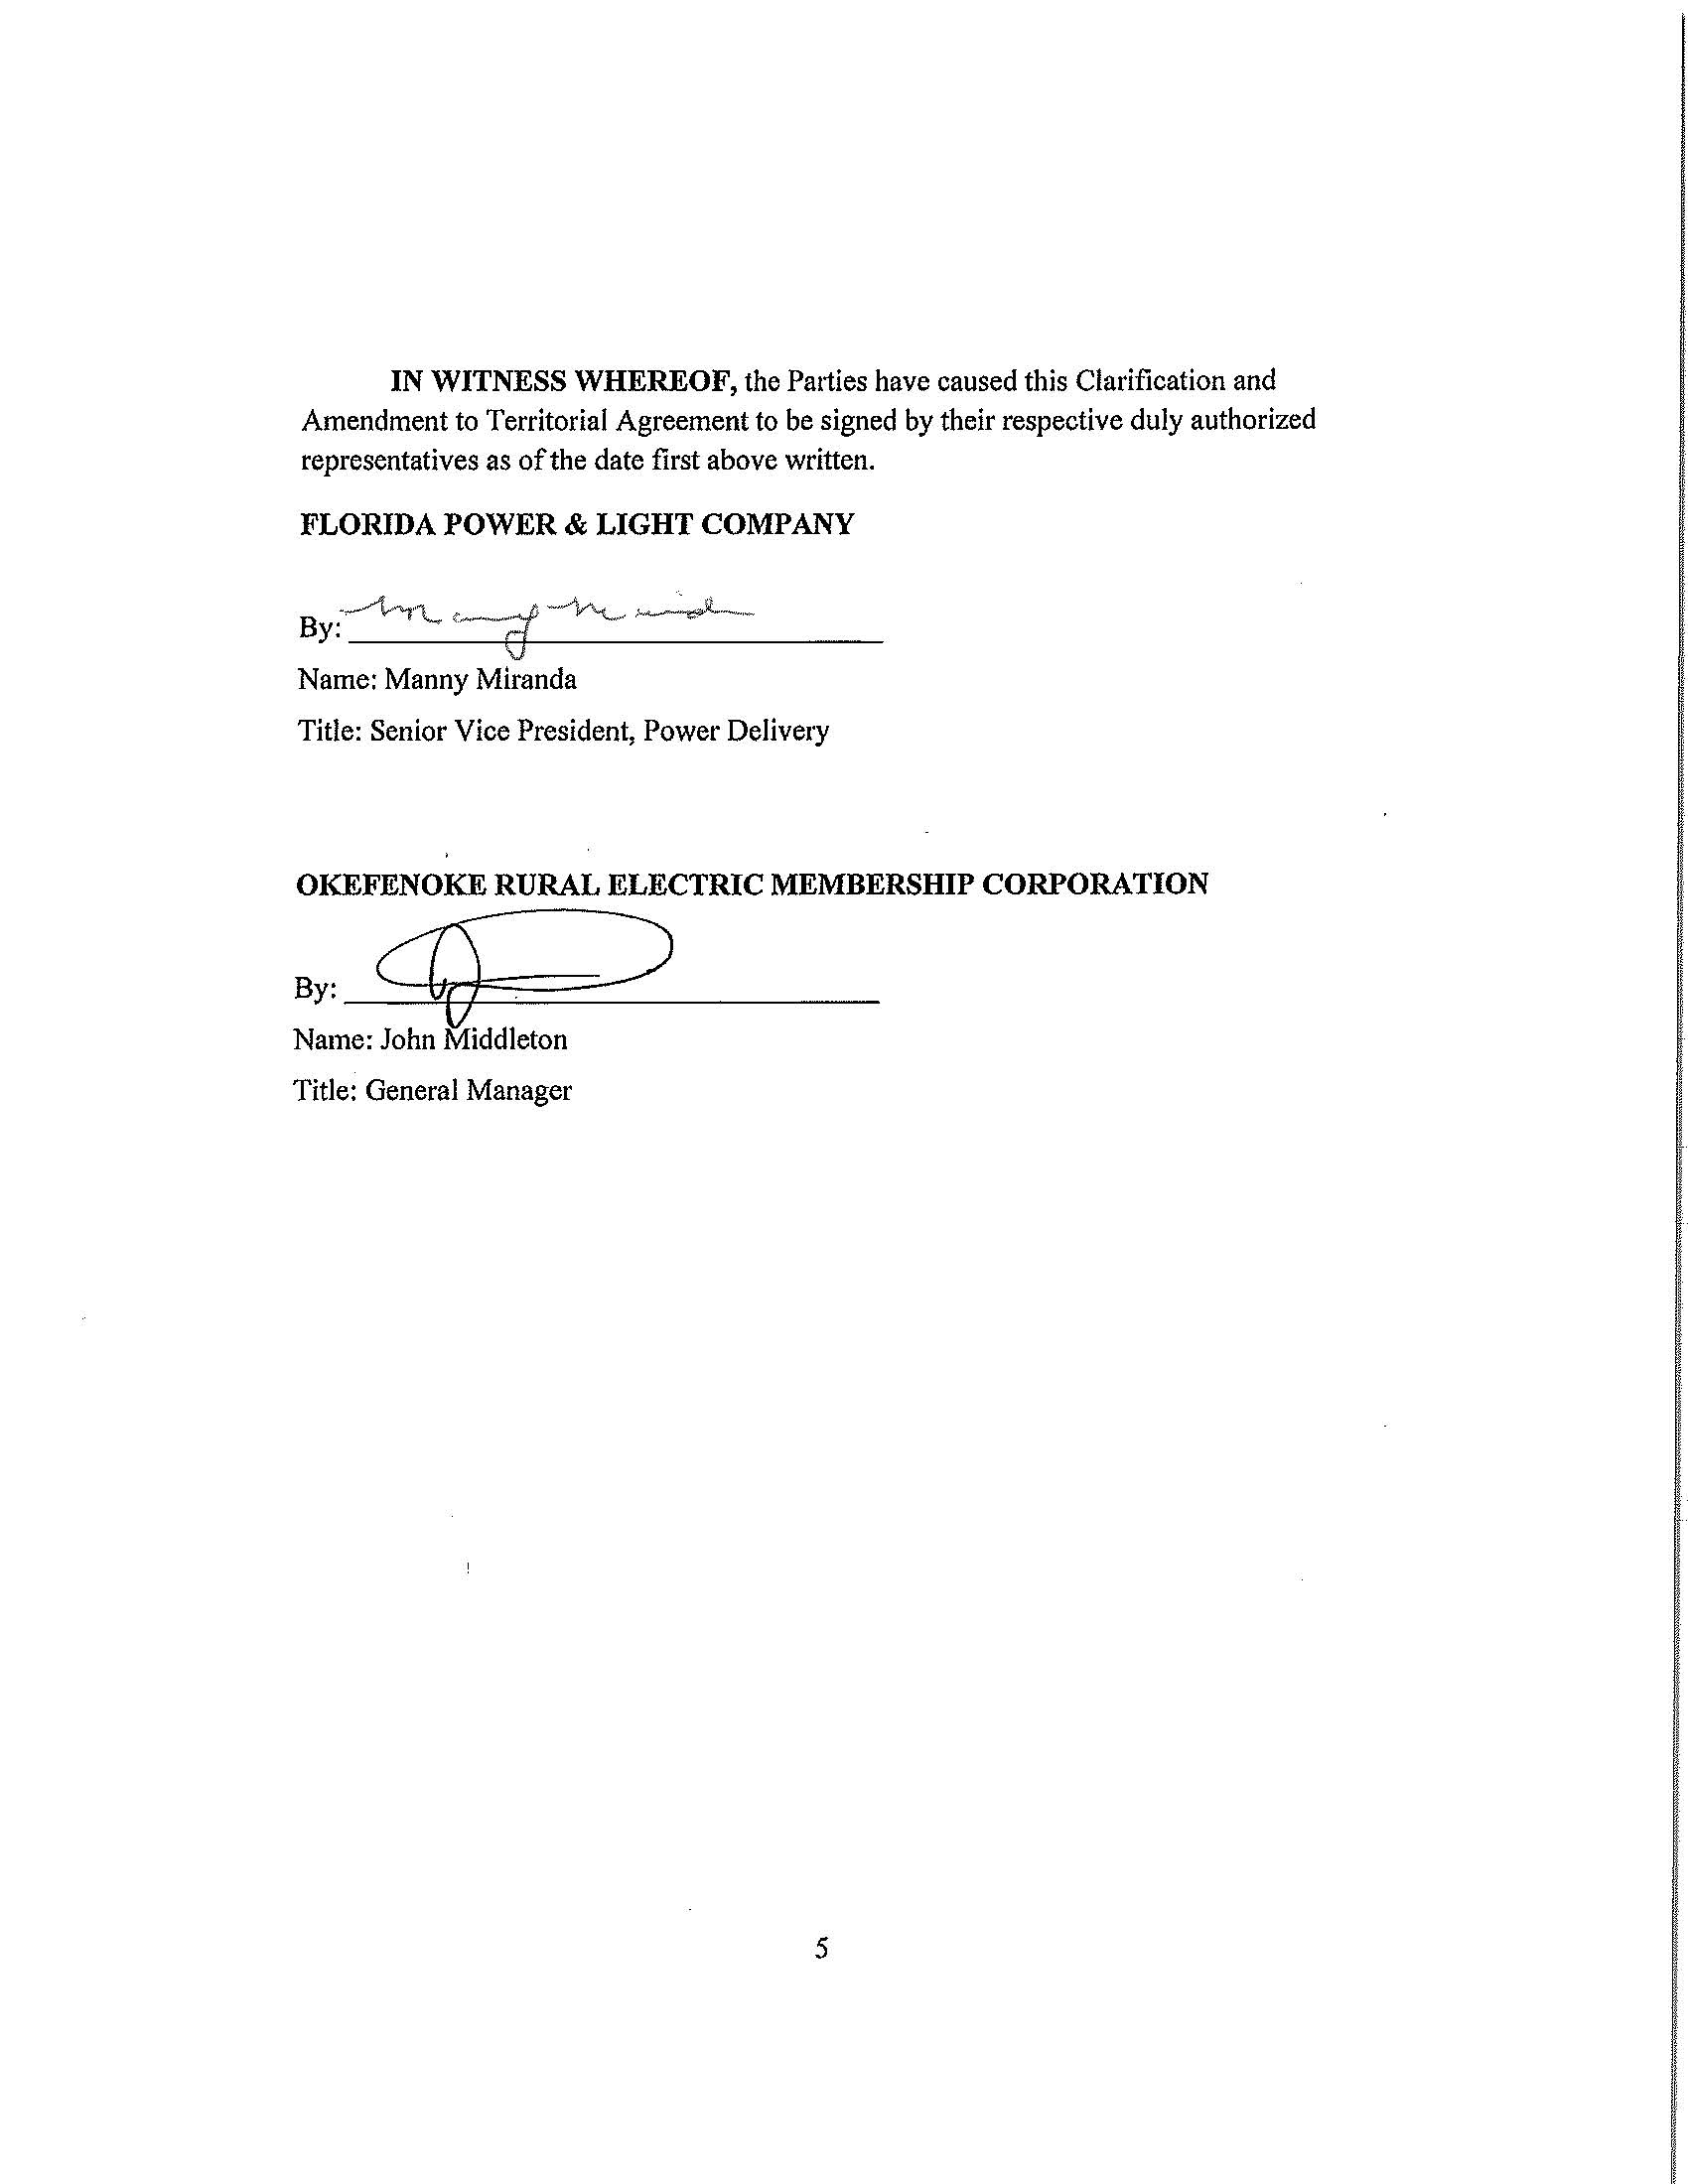 IN WITNESS WHEREOF, the Parties have caused this Clarification and
Amendment to Territorial Agreement to be signed by their respective duly authorized
representatives as of the date first above written.
FLORIDA POWER & LIGHT COMPANY
By: Manny Miranda
Name: Manny Miranda
Title: Senior Vice President, Power Delivery
OKEFENOKE RURAL ELECTRIC MEMBERSHIP CORPORATION
By:
Name: John Middleton
Title: General Manager
5